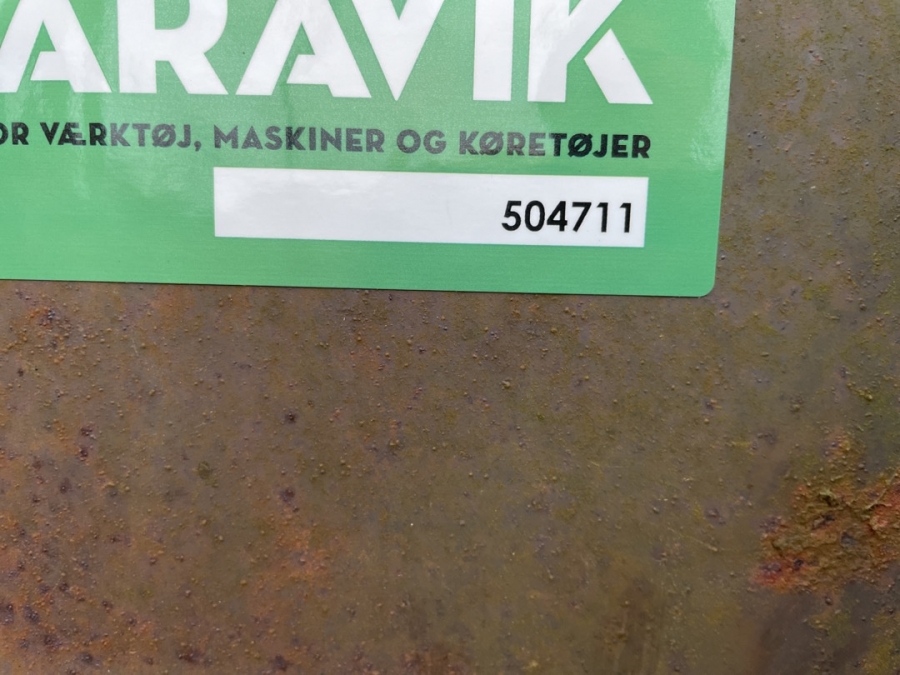 ARAVIK
OR VÆRKTØJ, MASKINER OG KØRETØJER
504711